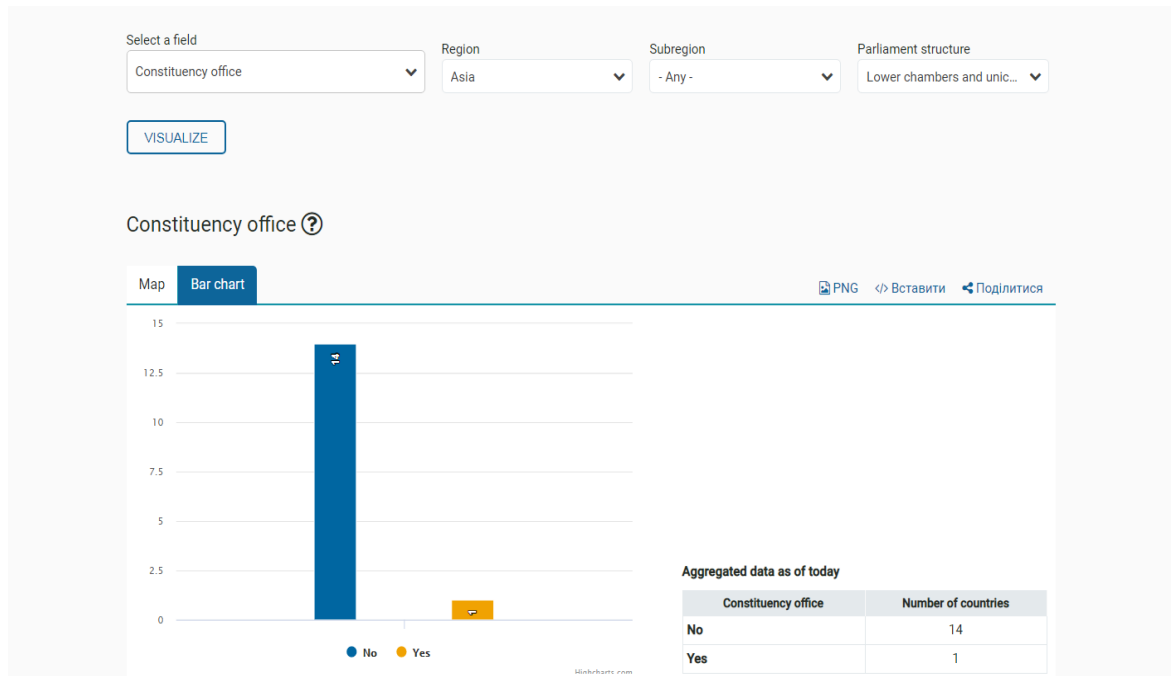 Select a field
Constituency office
Region
Asia
Subregion
- Any -
Parliament structure
Lower chambers and unic...
VISUALIZE
Constituency office ?
Map
Bar chart
PNG
</> Вставити
Поділитися
15
12.5
10
7.5
5
2.5
0
14
1
No
Yes
Highcharts.com
Aggregated data as of today
Constituency office Number of countries
No 14
Yes 1